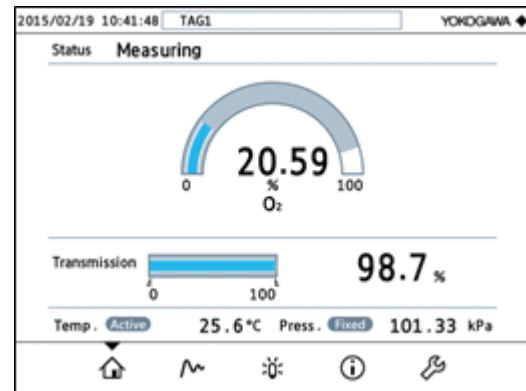 2015/02/19 10:41:48 TAG1 YOKOGAWA
Status Measuring
20.59
0 % 100
O₂
Transmission 98.7 %
0 100
Temp. Active 25.6°C Press. Fixed 101.33 kPa